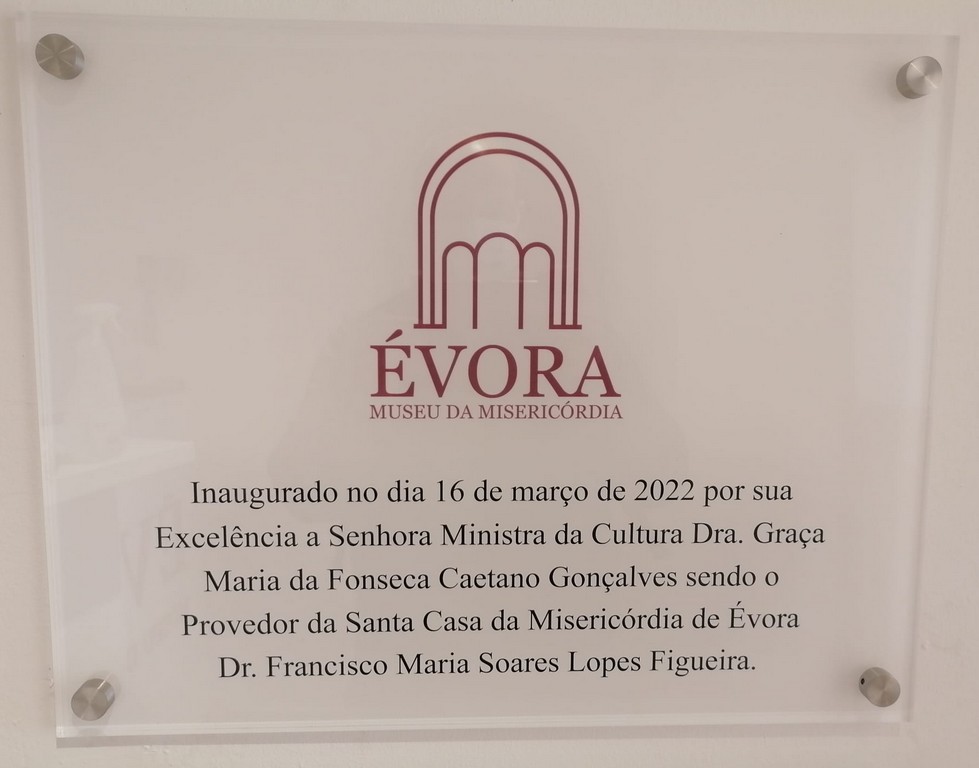 ÉVORA
MUSEU DA MISERICÓRDIA
Inaugurado no dia 16 de março de 2022 por sua
Excelência a Senhora Ministra da Cultura Dra. Graça
Maria da Fonseca Caetano Gonçalves sendo o
Provedor da Santa Casa da Misericórdia de Évora
Dr. Francisco Maria Soares Lopes Figueira.